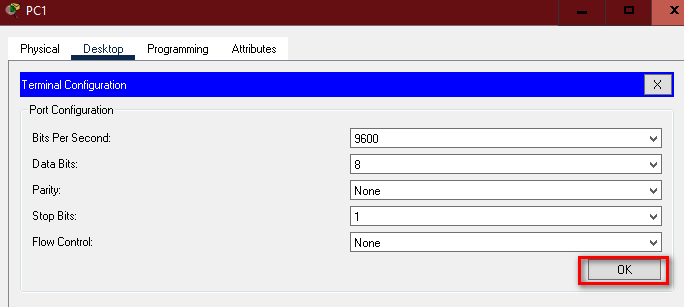 PC1
Physical Desktop Programming Attributes
Terminal Configuration X
Port Configuration
Bits Per Second: 9600
Data Bits: 8
Parity: None
Stop Bits: 1
Flow Control: None
OK